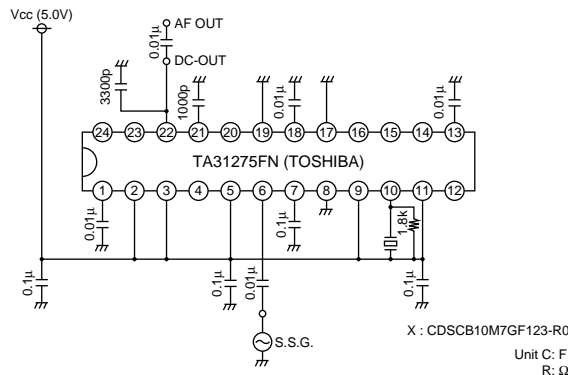 Vcc (5.0V)
AF OUT
0.01µ
DC-OUT
3300p
1000p
0.01µ
0.01µ
24 23 22 21 20 19 18 17 16 15 14 13
TA31275FN (TOSHIBA)
1 2 3 4 5 6 7 8 9 10 11 12
0.01µ
0.1µ
1.8k
0.1µ
0.1µ
0.01µ
0.1µ
S.S.G.
X : CDSCB10M7GF123-R0
Unit C: F
R: Ω